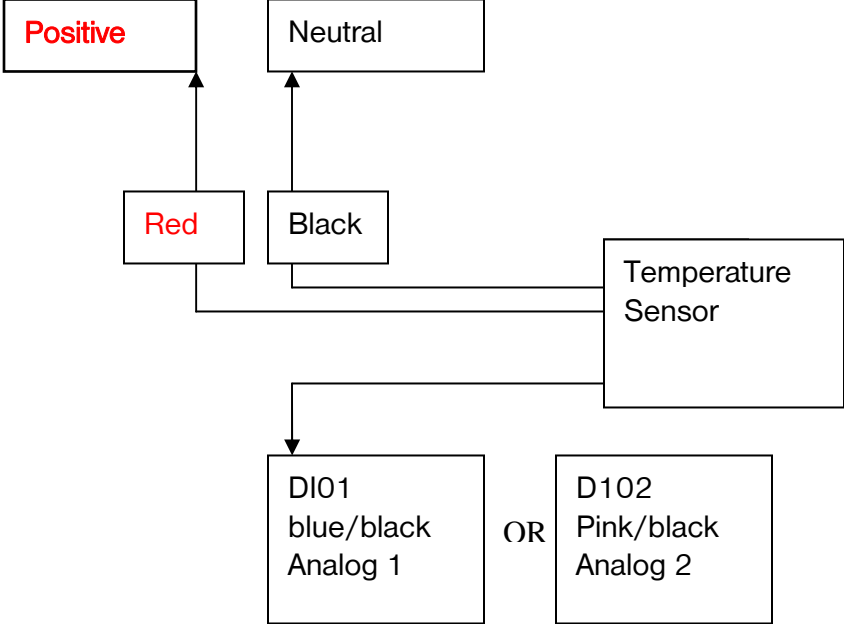 Positive
Neutral
Red
Black
Temperature
Sensor
DI01
blue/black
Analog 1
OR
D102
Pink/black
Analog 2